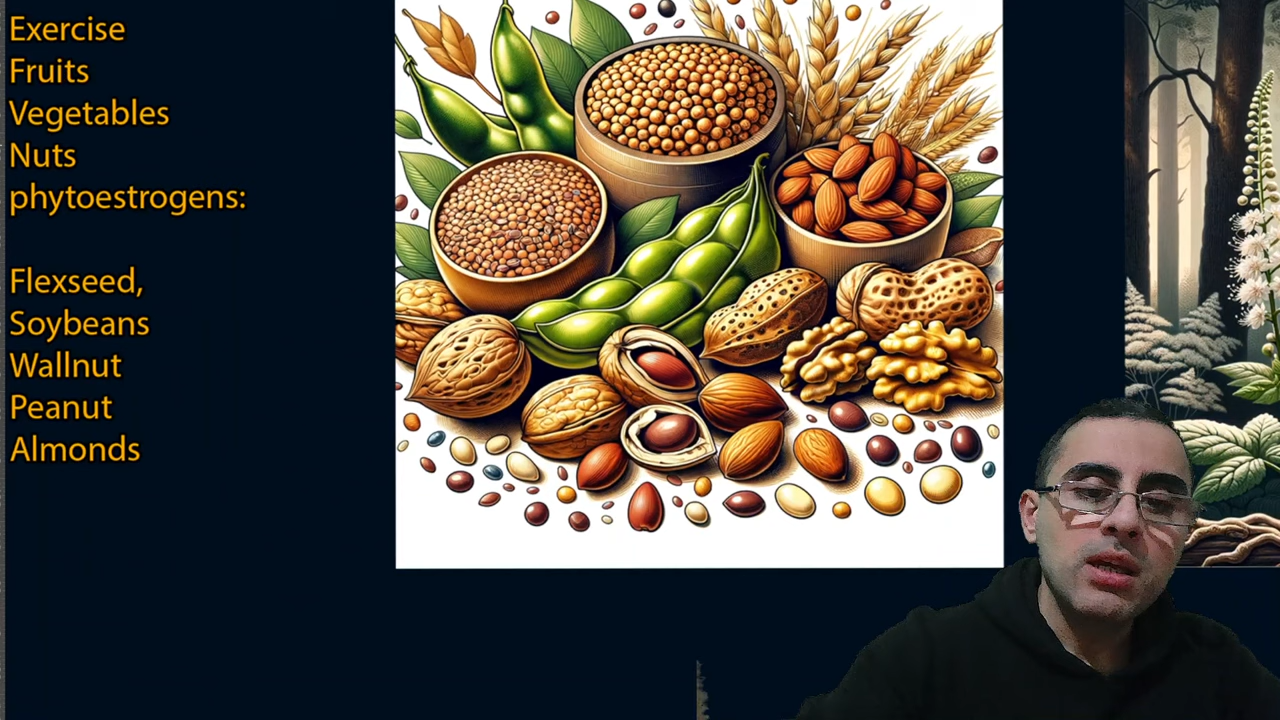 Exercise
Fruits
Vegetables
Nuts
phytoestrogens:
Flexseed,
Soybeans
Wallnut
Peanut
Almonds